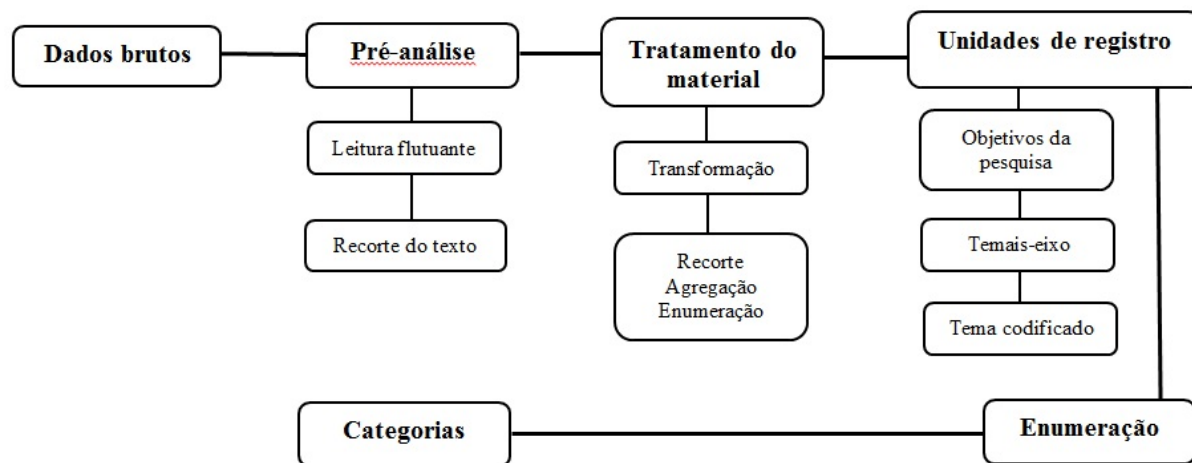 Dados brutos
Pré-análise
Leitura flutuante
Recorte do texto
Tratamento do
material
Transformação
Recorte
Agregação
Enumeração
Unidades de registro
Objetivos da
pesquisa
Temais-eixo
Tema codificado
Enumeração
Categorias